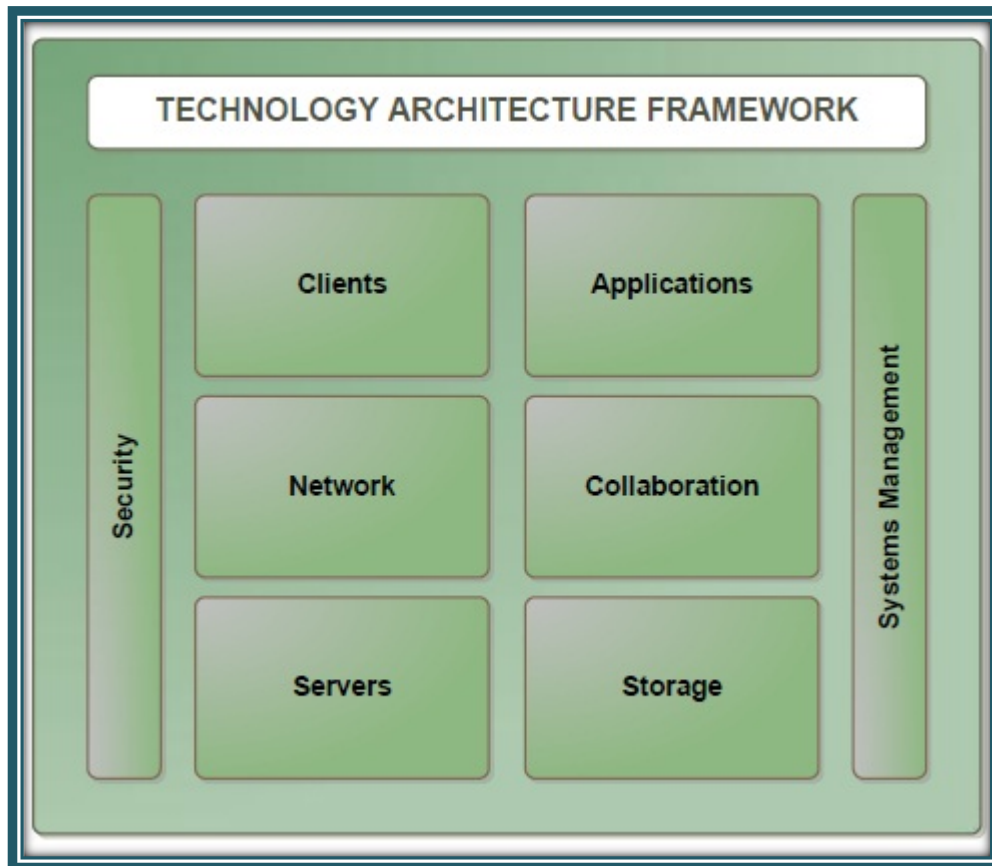 TECHNOLOGY ARCHITECTURE FRAMEWORK
Security
Clients
Applications
Network
Collaboration
Servers
Storage
Systems Management